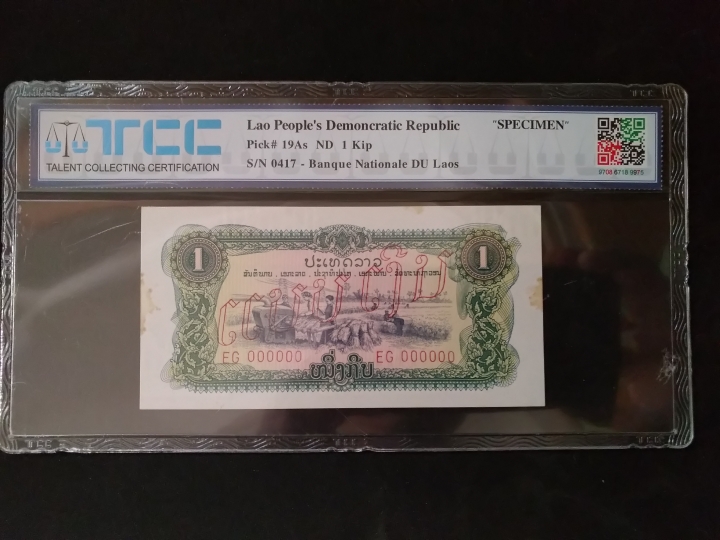 TCC
TALENT COLLECTING CERTIFICATION
Lao People's Demoncratic Republic "SPECIMEN"
Pick# 19As ND 1 Kip
S/N 0417 - Banque Nationale DU Laos
9708 6718 9975
1 ປະເທດລາວ 1
EG 000000 EG 000000
ໜຶ່ງກີບ